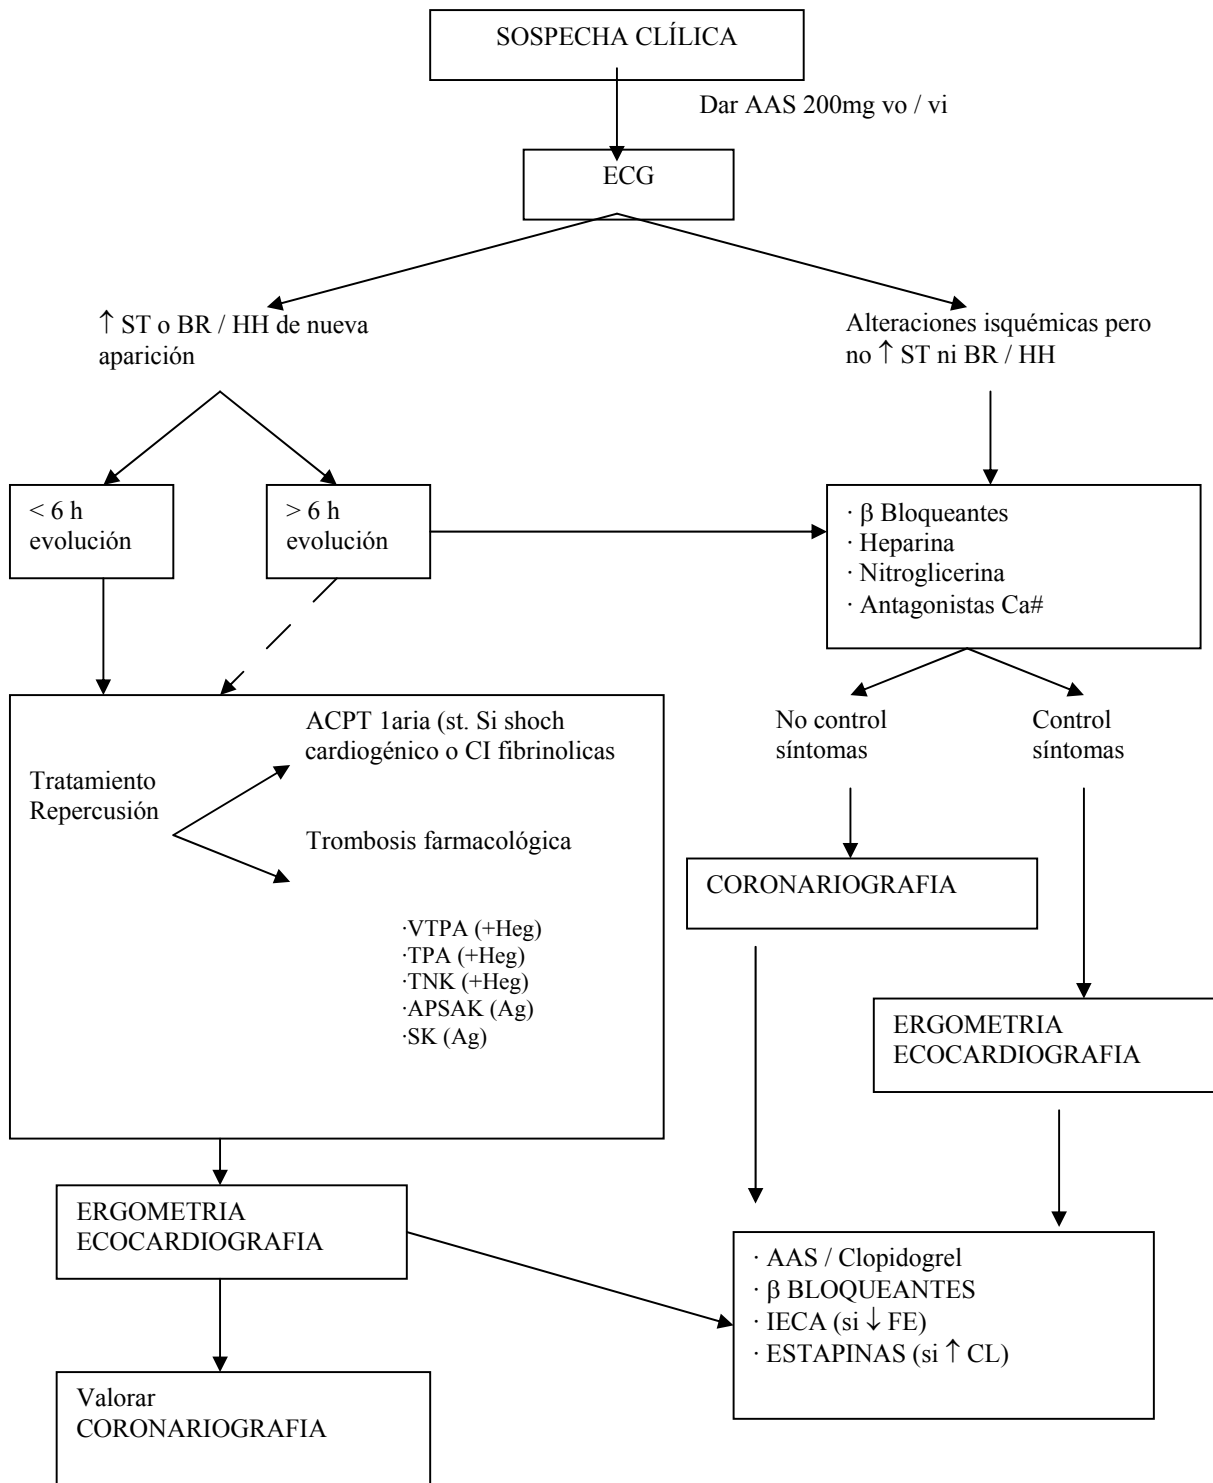 SOSPECHA CLÍLICA
Dar AAS 200mg vo / vi
ECG
↑ ST o BR / HH de nueva
aparición
Alteraciones isquémicas pero
no ↑ ST ni BR / HH
< 6 h
evolución
> 6 h
evolución
· β Bloqueantes
· Heparina
· Nitroglicerina
· Antagonistas Ca#
No control
síntomas
Control
síntomas
ACPT 1aria (st. Si shoch
cardiogénico o CI fibrinolicas
Tratamiento
Repercusión
Trombosis farmacológica
·VTPA (+Heg)
·TPA (+Heg)
·TNK (+Heg)
·APSAK (Ag)
·SK (Ag)
CORONARIOGRAFIA
ERGOMETRIA
ECOCARDIOGRAFIA
ERGOMETRIA
ECOCARDIOGRAFIA
· AAS / Clopidogrel
· β BLOQUEANTES
· IECA (si ↓ FE)
· ESTAPINAS (si ↑ CL)
Valorar
CORONARIOGRAFIA